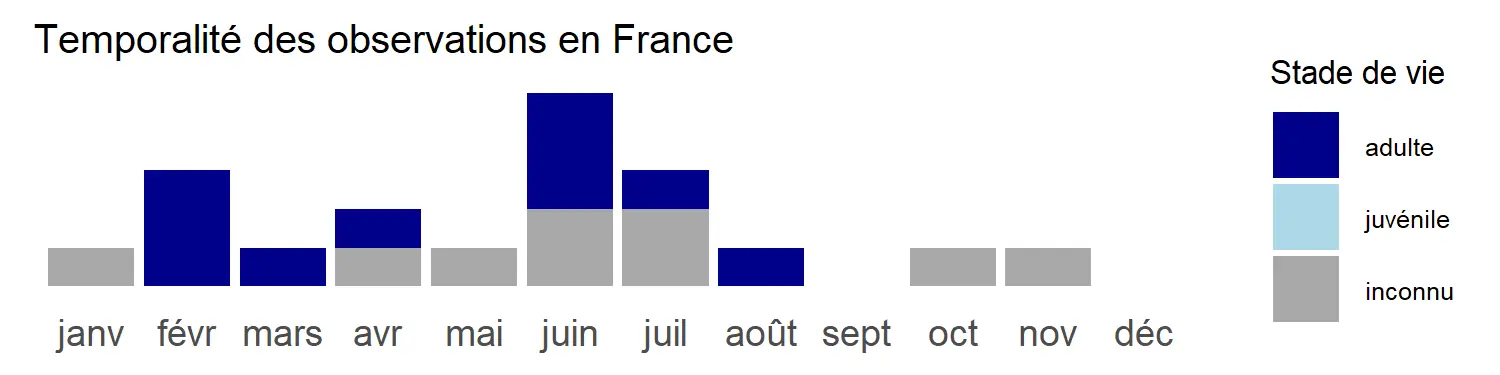 Temporalité des observations en France
Stade de vie
adulte
juvénile
inconnu
janv févr mars avr mai juin juil août sept oct nov déc